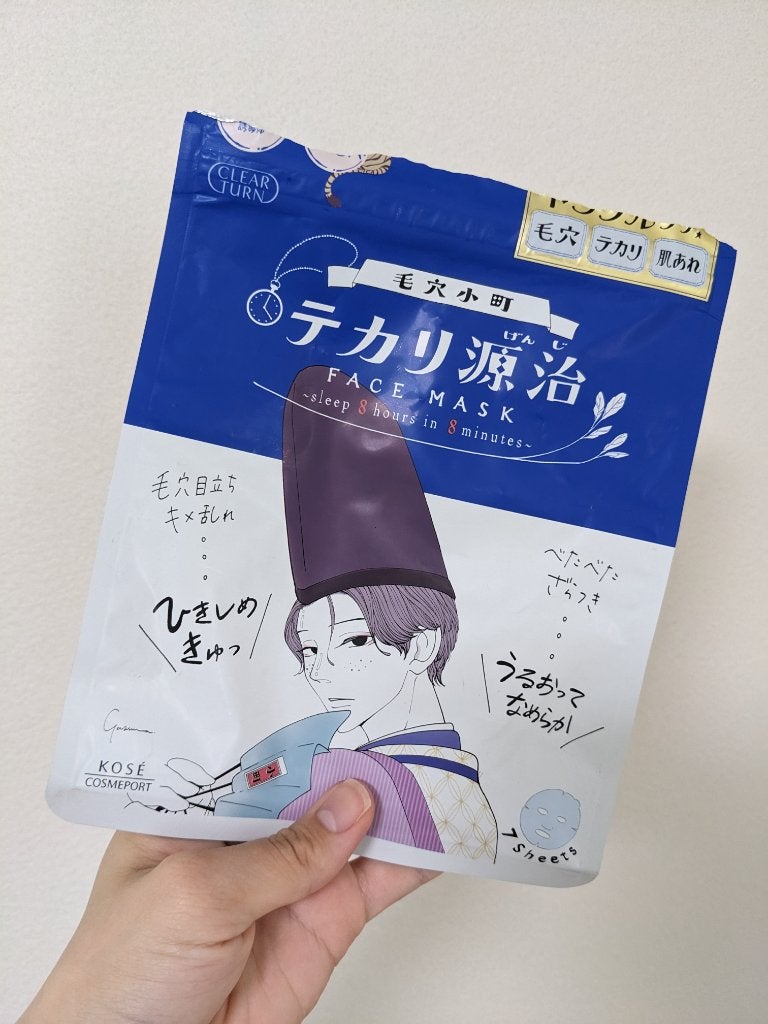 CLEAR
TURN
毛穴
テカリ
肌あれ
毛穴小町
げんじ
テカリ源治
FACE MASK
~sleep 8 hours in 8 minutes~
毛穴目立ち
キメ乱れ
ひきしめ
きゅっ
べたべた
ざらつき
うるおって
なめらか
小町
KOSÉ
COSMEPORT
7 Sheets